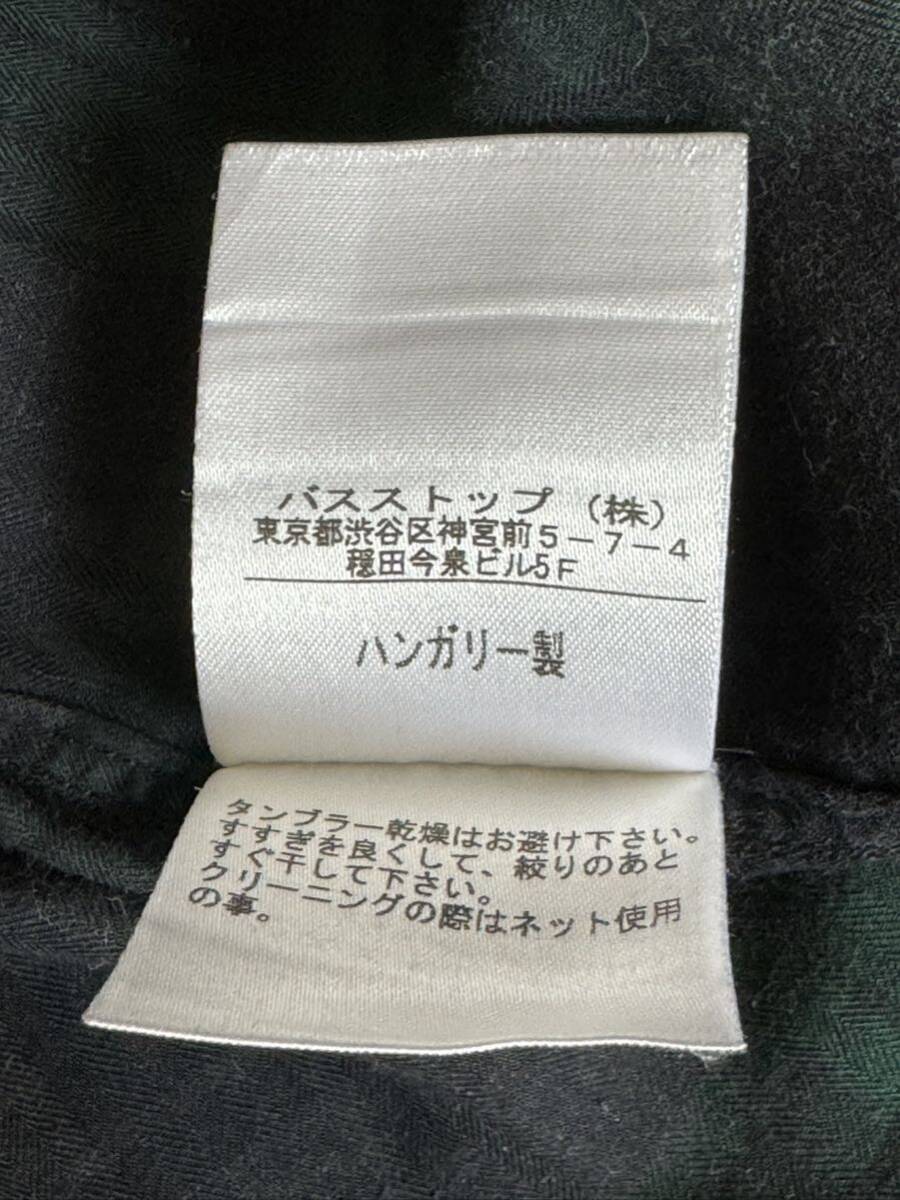 バスストップ（株）
東京都渋谷区神宮前5－7－4
穏田今泉ビル5F
ハンガリー製
タンブラー乾燥はお避け下さい。
すすぎを良くして、絞りのあと
すぐ干して下さい。
クリーニングの際はネット使用
の事。